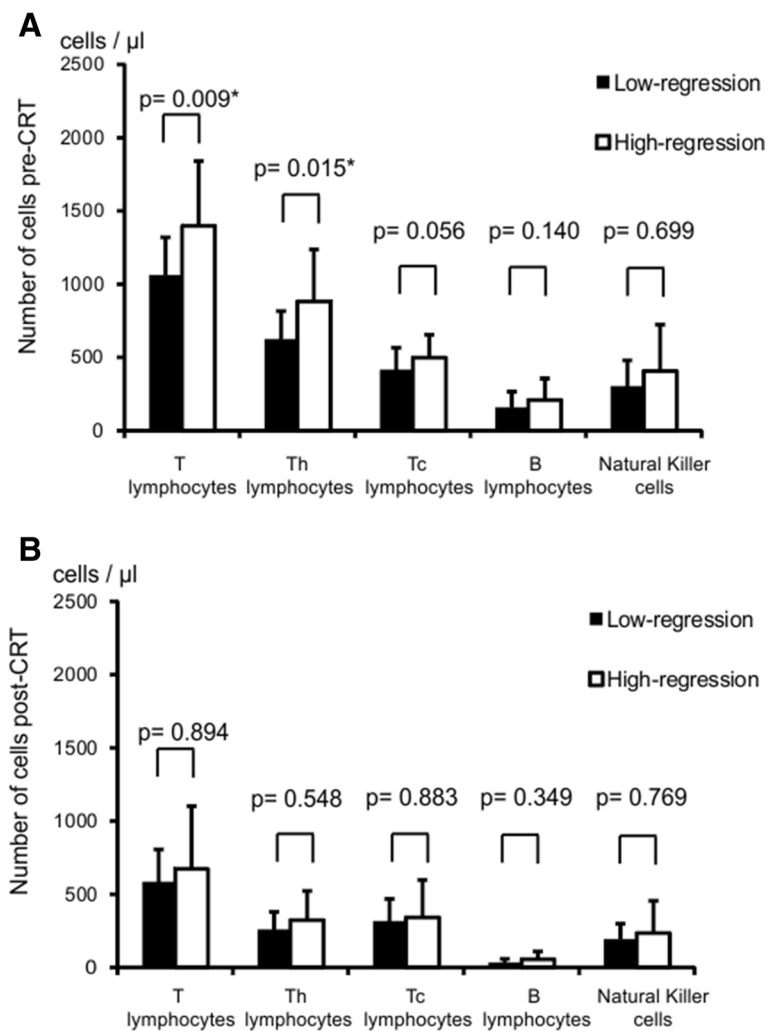 A
cells / µl
2500
2000
1500
1000
500
0
Number of cells pre-CRT
Low-regression
High-regression
p= 0.009*
p= 0.015*
p= 0.056
p= 0.140
p= 0.699
T
lymphocytes
Th
lymphocytes
Tc
lymphocytes
B
lymphocytes
Natural Killer
cells
B
cells / µl
2500
2000
1500
1000
500
0
Number of cells post-CRT
Low-regression
High-regression
p= 0.894
p= 0.548
p= 0.883
p= 0.349
p= 0.769
T
lymphocytes
Th
lymphocytes
Tc
lymphocytes
B
lymphocytes
Natural Killer
cells